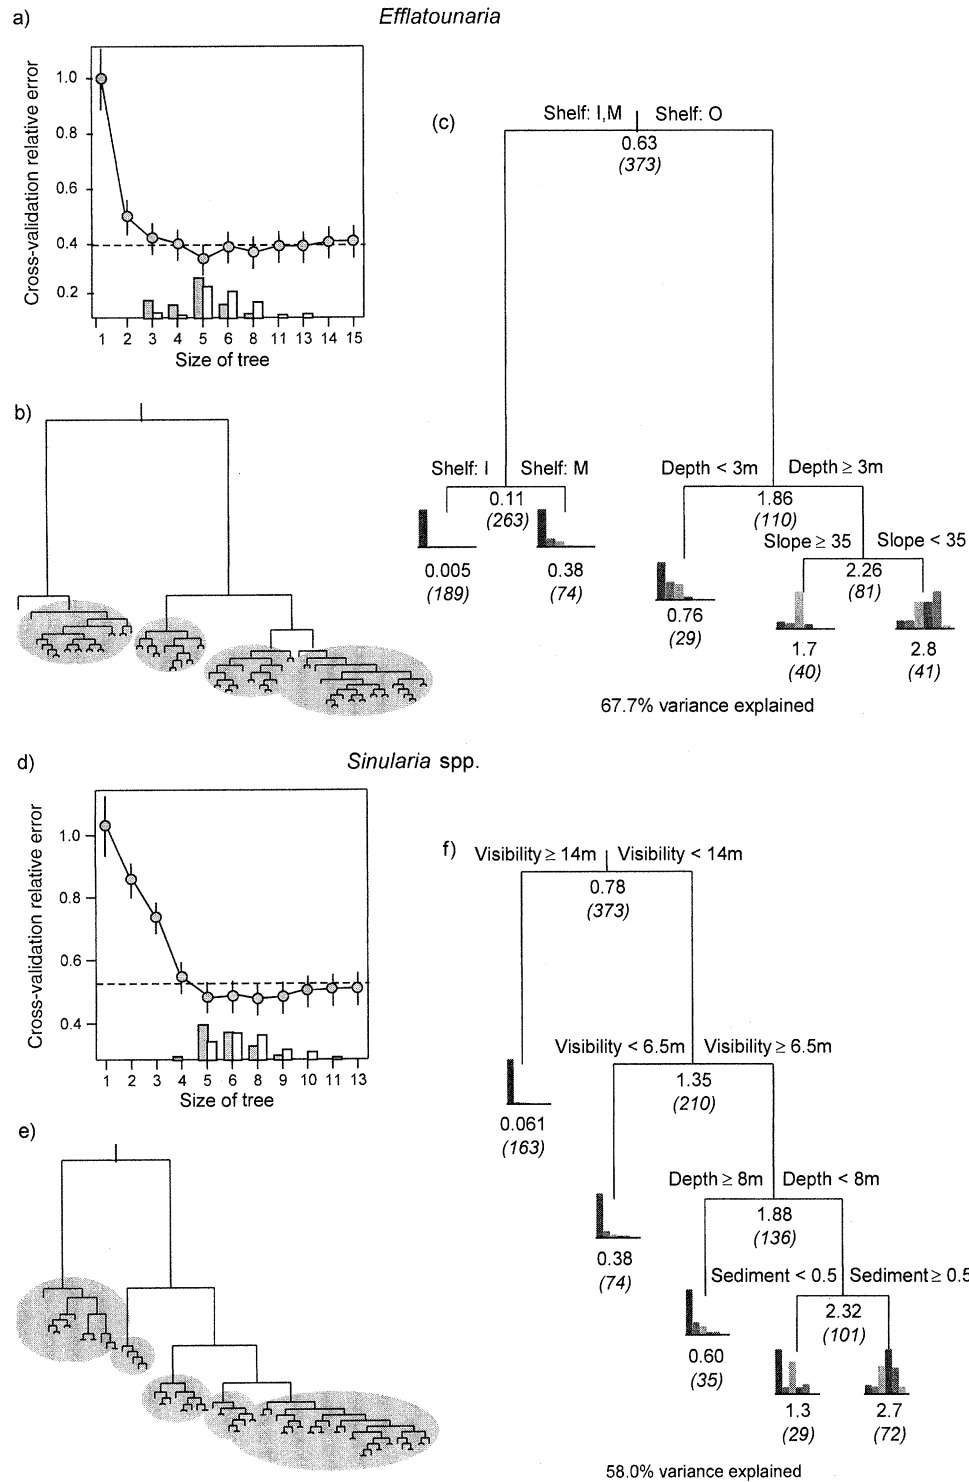 a)
Efflatounaria
Cross-validation relative error
1.0
0.8
0.6
0.4
0.2
1 2 3 4 5 6 8 11 13 14 15
Size of tree
b)
(c)
Shelf: I,M Shelf: O
0.63
(373)
Shelf: I Shelf: M
0.11
(263)
0.005
(189)
0.38
(74)
Depth < 3m Depth ≥ 3m
1.86
(110)
Slope ≥ 35 Slope < 35
2.26
(81)
0.76
(29)
1.7
(40)
2.8
(41)
67.7% variance explained
d)
Sinularia spp.
Cross-validation relative error
1.0
0.8
0.6
0.4
1 2 3 4 5 6 8 9 10 11 13
Size of tree
e)
f)
Visibility ≥ 14m Visibility < 14m
0.78
(373)
Visibility < 6.5m Visibility ≥ 6.5m
1.35
(210)
0.061
(163)
Depth ≥ 8m Depth < 8m
1.88
(136)
0.38
(74)
Sediment < 0.5 Sediment ≥ 0.5
2.32
(101)
0.60
(35)
1.3
(29)
2.7
(72)
58.0% variance explained